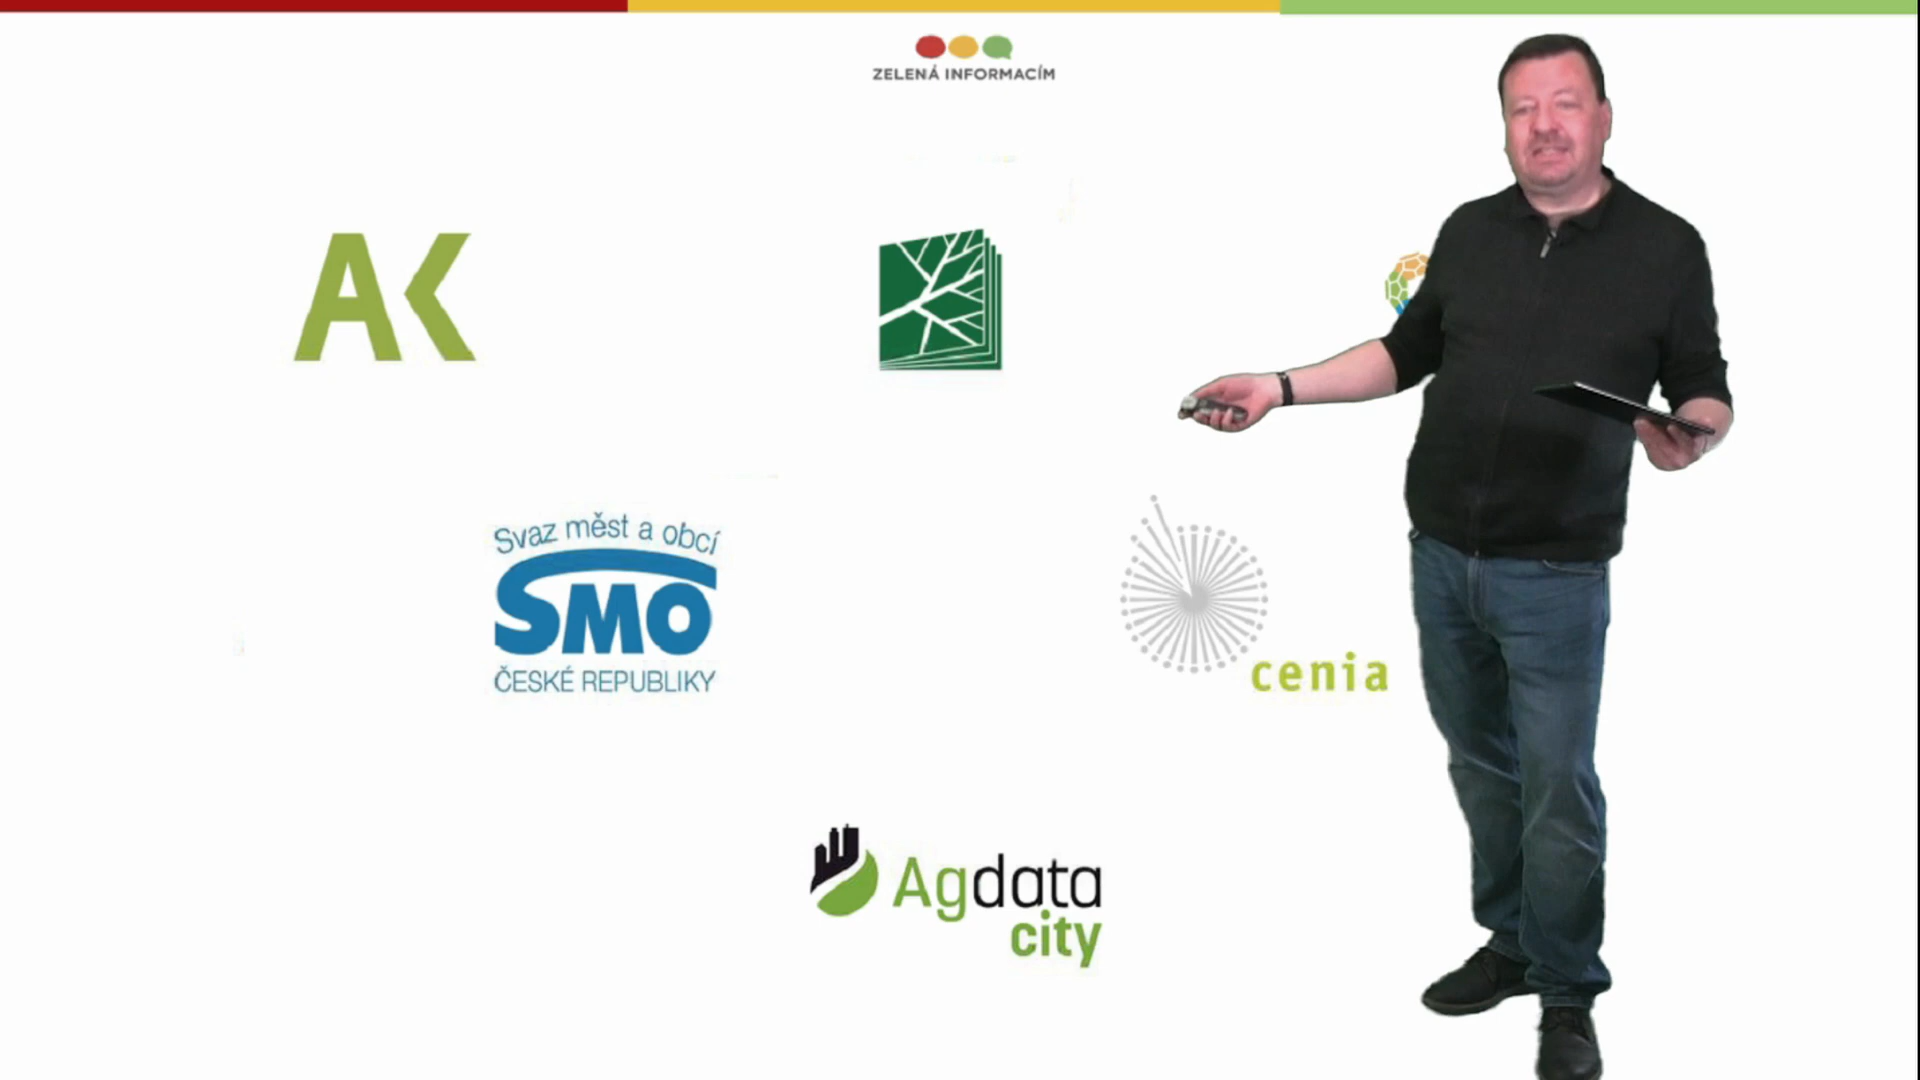 ZELENÁ INFORMACÍM
AK
Svaz měst a obcí
SMO
ČESKÉ REPUBLIKY
cenia
Agdata
city